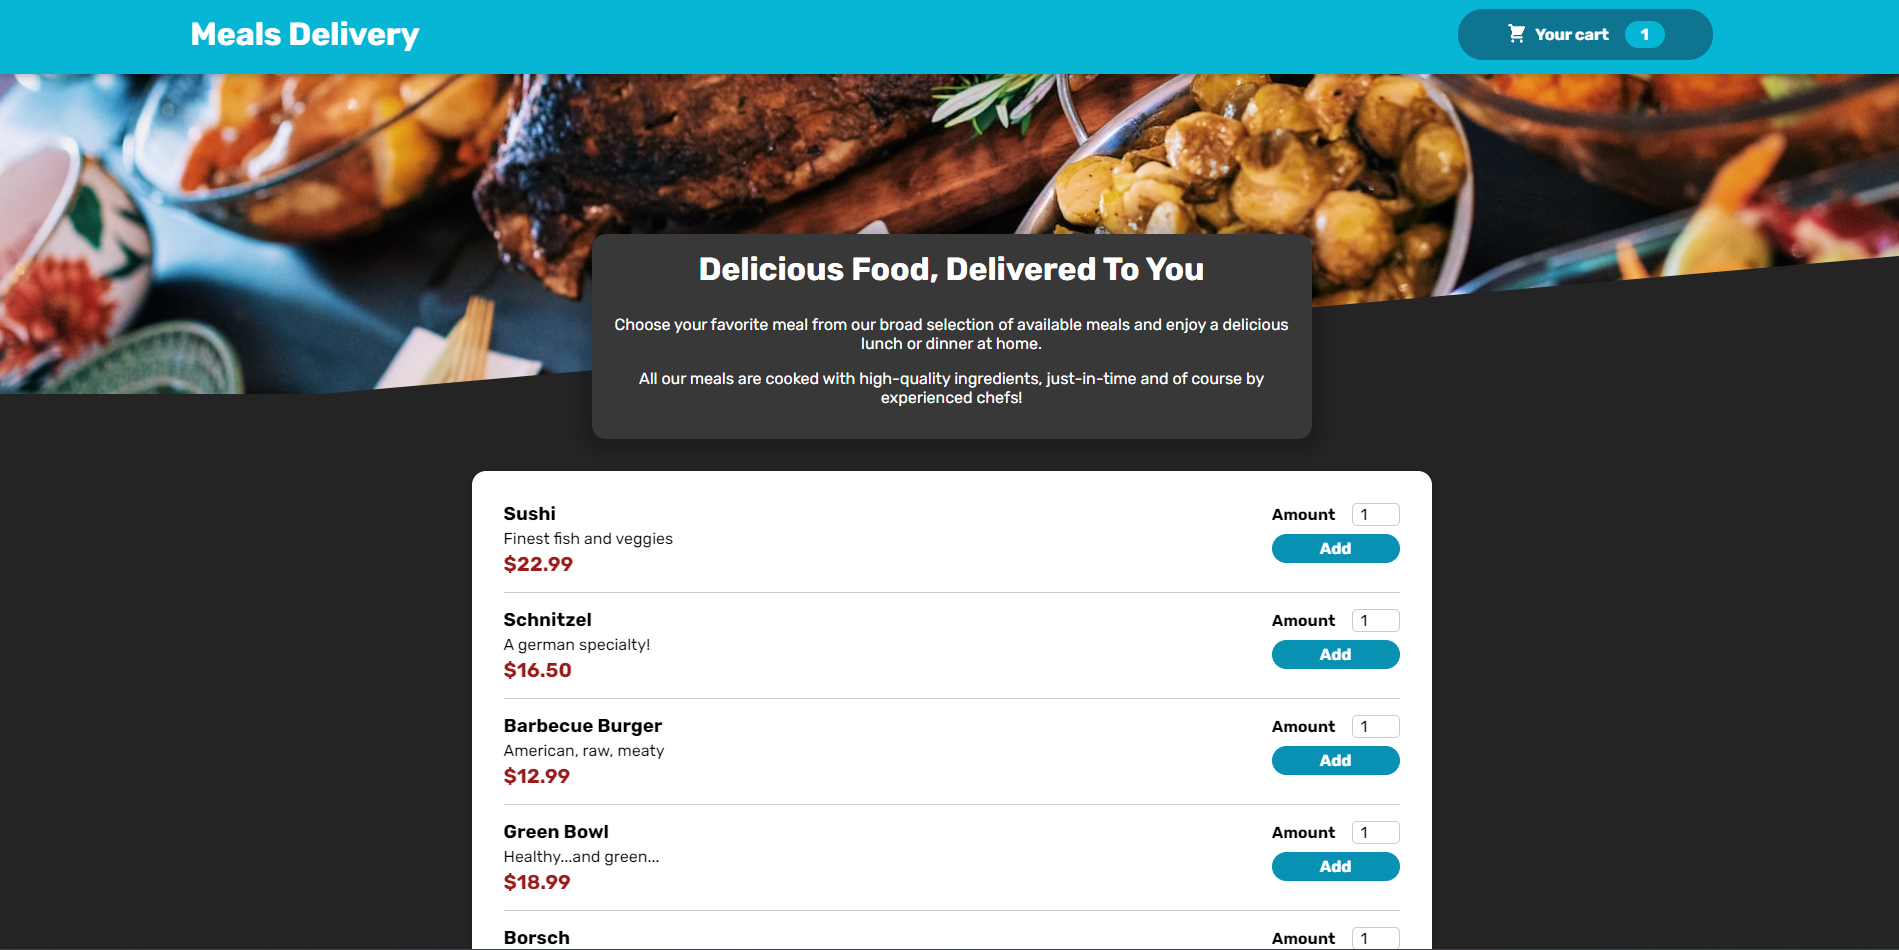 Meals Delivery
Your cart 1
Delicious Food, Delivered To You
Choose your favorite meal from our broad selection of available meals and enjoy a delicious
lunch or dinner at home.
All our meals are cooked with high-quality ingredients, just-in-time and of course by
experienced chefs!
Sushi
Finest fish and veggies
$22.99
Amount 1
Add
Schnitzel
A german specialty!
$16.50
Amount 1
Add
Barbecue Burger
American, raw, meaty
$12.99
Amount 1
Add
Green Bowl
Healthy...and green...
$18.99
Amount 1
Add
Borsch
Amount 1